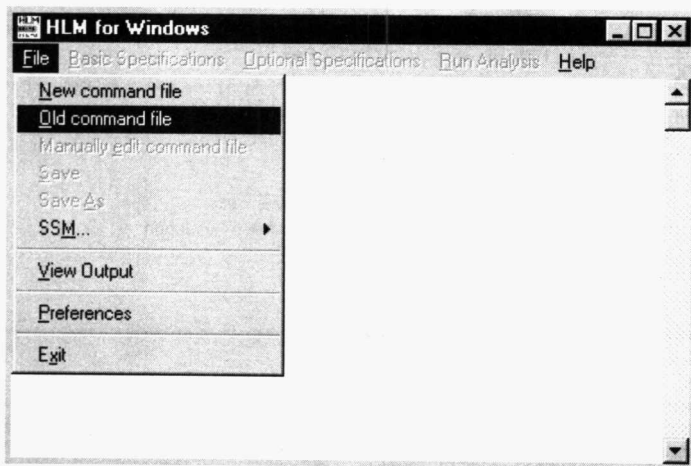 HLM for Windows
File Basic Specifications Optional Specifications Run Analysis Help
New command file
Old command file
Manually edit command file
Save
Save As
SSM...
View Output
Preferences
Exit